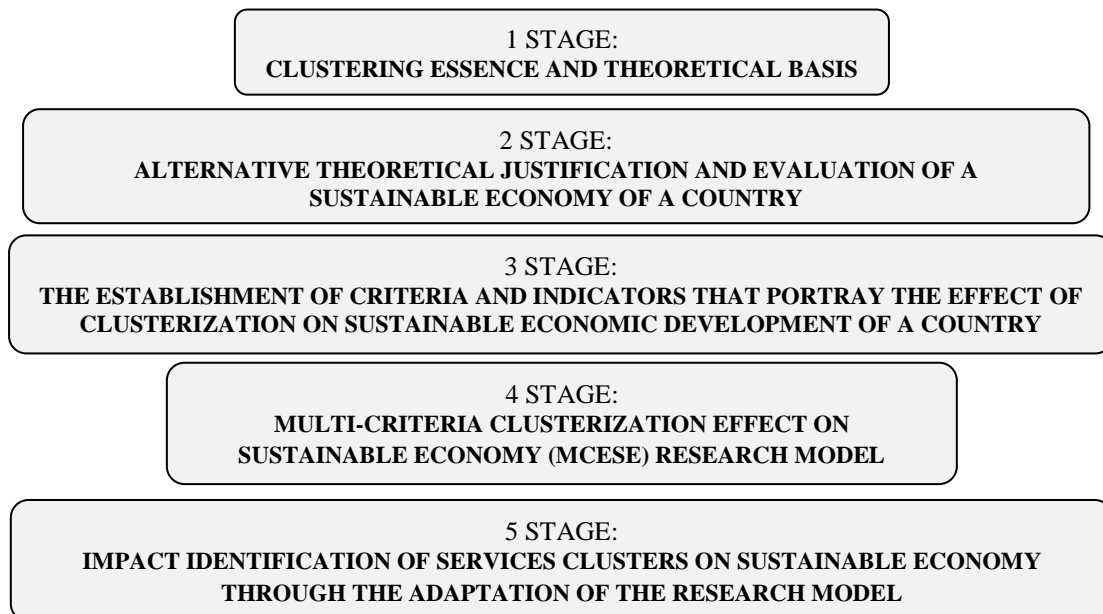 1 STAGE:
CLUSTERING ESSENCE AND THEORETICAL BASIS
2 STAGE:
ALTERNATIVE THEORETICAL JUSTIFICATION AND EVALUATION OF A
SUSTAINABLE ECONOMY OF A COUNTRY
3 STAGE:
THE ESTABLISHMENT OF CRITERIA AND INDICATORS THAT PORTRAY THE EFFECT OF
CLUSTERIZATION ON SUSTAINABLE ECONOMIC DEVELOPMENT OF A COUNTRY
4 STAGE:
MULTI-CRITERIA CLUSTERIZATION EFFECT ON
SUSTAINABLE ECONOMY (MCESE) RESEARCH MODEL
5 STAGE:
IMPACT IDENTIFICATION OF SERVICES CLUSTERS ON SUSTAINABLE ECONOMY
THROUGH THE ADAPTATION OF THE RESEARCH MODEL